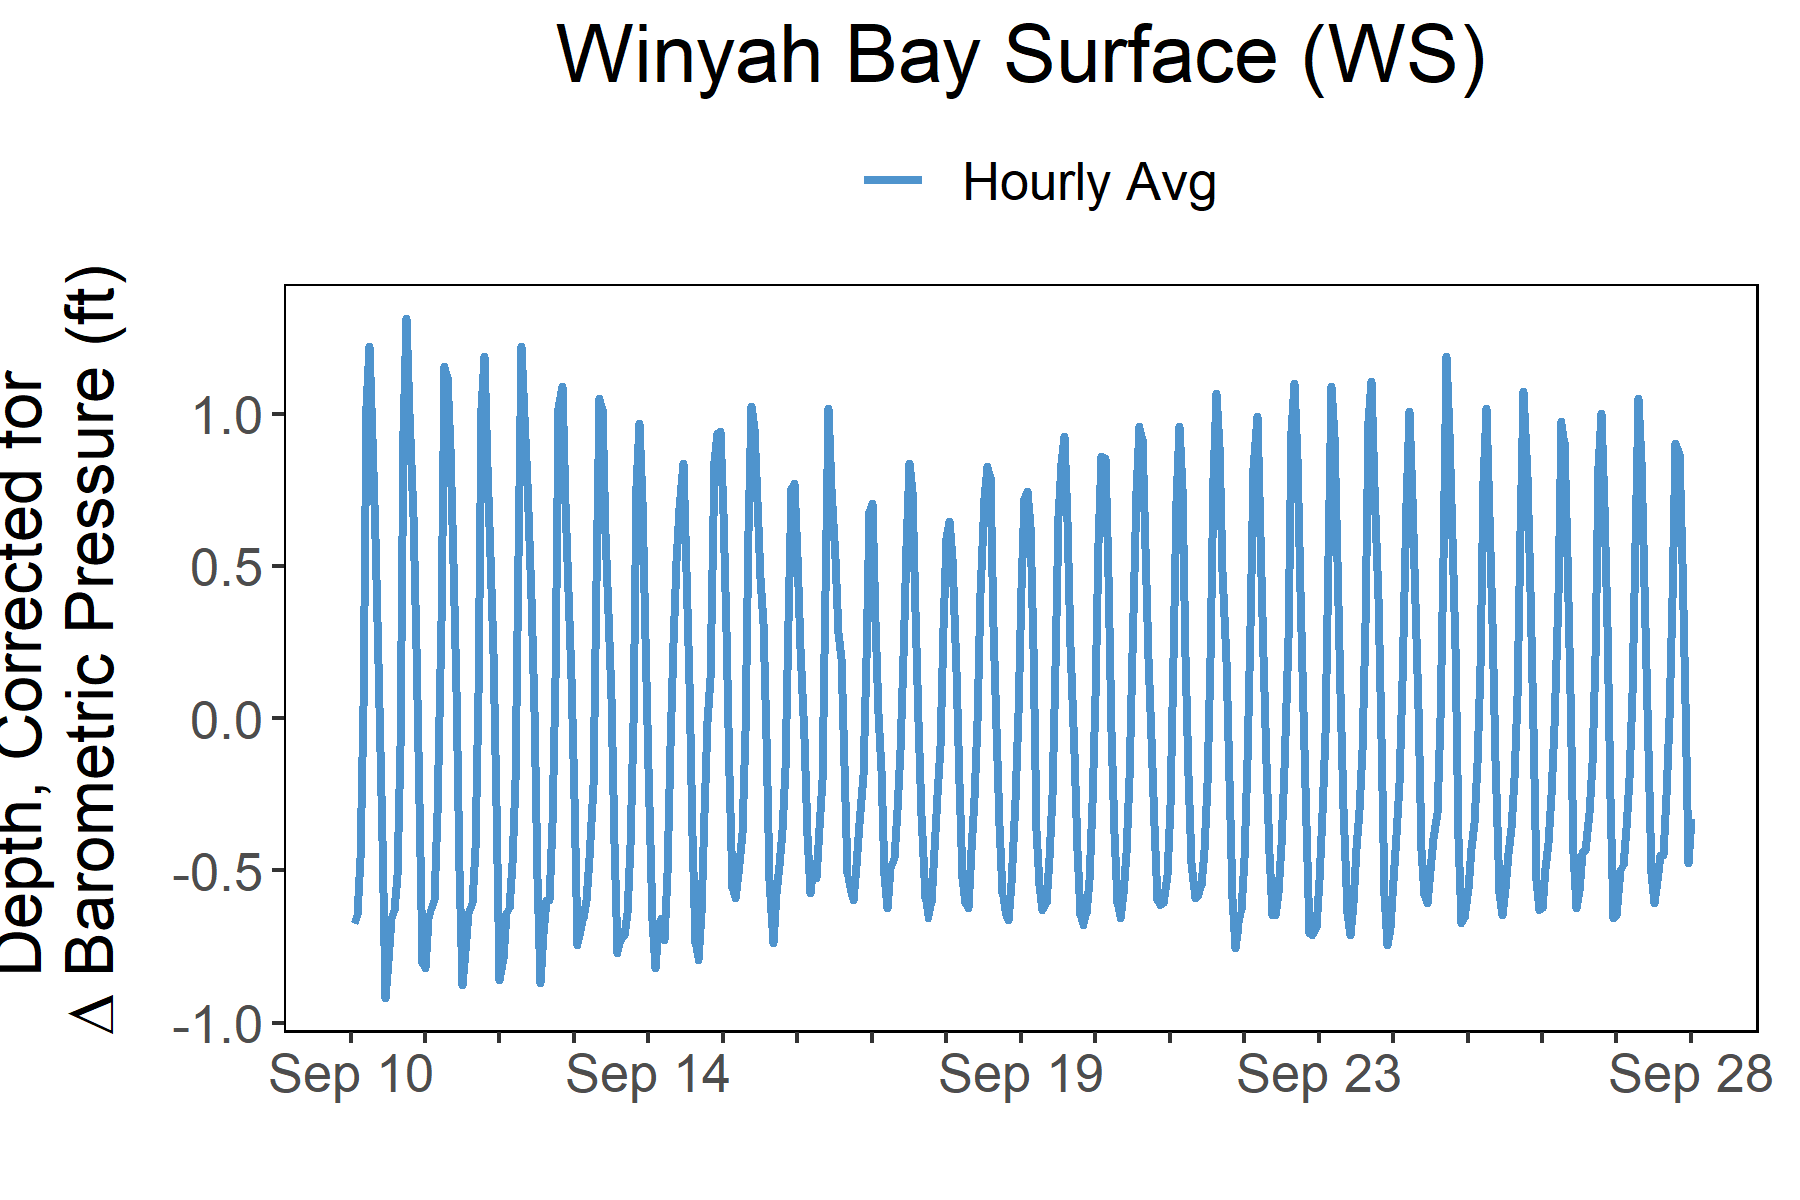 Winyah Bay Surface (WS)
Hourly Avg
Depth, Corrected for
Δ Barometric Pressure (ft)
1.0
0.5
0.0
-0.5
-1.0
Sep 10 Sep 14 Sep 19 Sep 23 Sep 28